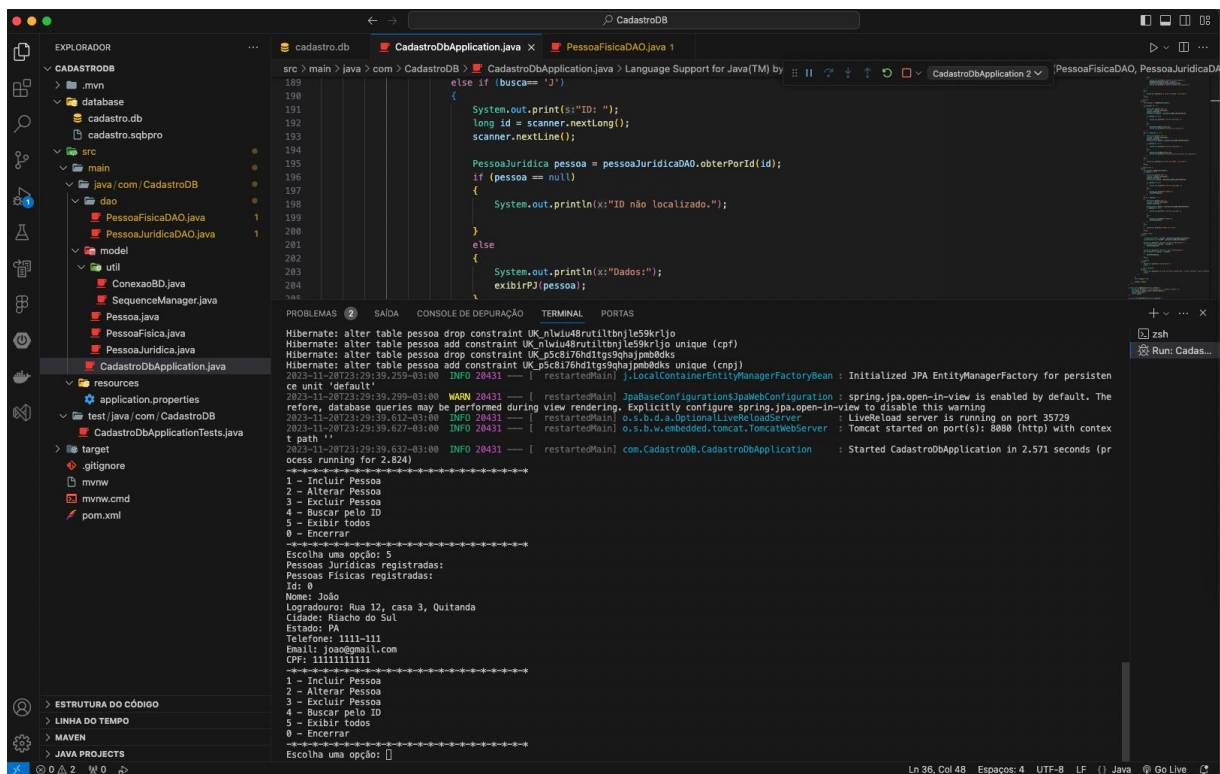 CadastroDB
EXPLORADOR
CADASTRODB
.mvn
database
cadastro.db
cadastro.sqbpro
src
main
java/com/CadastroDB
dao
PessoaFisicaDAO.java 1
PessoaJuridicaDAO.java 1
model
util
ConexaoBD.java
SequenceManager.java
Pessoa.java
PessoaFisica.java
PessoaJuridica.java
CadastroDbApplication.java
resources
application.properties
test/java/com/CadastroDB
CadastroDbApplicationTests.java
target
.gitignore
mvnw
mvnw.cmd
pom.xml
ESTRUTURA DO CÓDIGO
LINHA DO TEMPO
MAVEN
JAVA PROJECTS
cadastro.db CadastroDbApplication.java PessoaFisicaDAO.java 1
src > main > java > com > CadastroDB > CadastroDbApplication.java > Language Support for Java(TM) by CadastroDbApplication 2 PessoaFisicaDAO, PessoaJuridicaDA
189 else if (busca== 'J')
190 {
191 System.out.print(s:"ID: ");
192 long id = scanner.nextLong();
193 scanner.nextLine();
194
195 PessoaJuridica pessoa = pessoaJuridicaDAO.obterPorId(id);
196 if (pessoa == null)
197 {
198 System.out.println(x:"ID não localizado.");
199
200 }
201 else
202 {
203 System.out.println(x:"Dados:");
204 exibirPJ(pessoa);
205 }
PROBLEMAS 2 SAÍDA CONSOLE DE DEPURAÇÃO TERMINAL PORTAS
zsh
Run: Cadas...
Hibernate: alter table pessoa drop constraint UK_nlwiu48rutiltbnjle59krljo
Hibernate: alter table pessoa add constraint UK_nlwiu48rutiltbnjle59krljo unique (cpf)
Hibernate: alter table pessoa drop constraint UK_p5c8i76hd1tgs9qhajpmb0dks
Hibernate: alter table pessoa add constraint UK_p5c8i76hd1tgs9qhajpmb0dks unique (cnpj)
2023-11-20T23:29:39.259-03:00 INFO 20431 --- [ restartedMain] j.LocalContainerEntityManagerFactoryBean : Initialized JPA EntityManagerFactory for persisten
ce unit 'default'
2023-11-20T23:29:39.299-03:00 WARN 20431 --- [ restartedMain] JpaBaseConfiguration$JpaWebConfiguration : spring.jpa.open-in-view is enabled by default. The
refore, database queries may be performed during view rendering. Explicitly configure spring.jpa.open-in-view to disable this warning
2023-11-20T23:29:39.612-03:00 INFO 20431 --- [ restartedMain] o.s.b.d.a.OptionalLiveReloadServer : LiveReload server is running on port 35729
2023-11-20T23:29:39.627-03:00 INFO 20431 --- [ restartedMain] o.s.b.w.embedded.tomcat.TomcatWebServer : Tomcat started on port(s): 8080 (http) with contex
t path ''
2023-11-20T23:29:39.632-03:00 INFO 20431 --- [ restartedMain] com.CadastroDB.CadastroDbApplication : Started CadastroDbApplication in 2.571 seconds (pr
ocess running for 2.824)
-*-*-*-*-*-*-*-*-*-*-*-*-*-*-*-*-*-*-*-*
1 - Incluir Pessoa
2 - Alterar Pessoa
3 - Excluir Pessoa
4 - Buscar pelo ID
5 - Exibir todos
0 - Encerrar
-*-*-*-*-*-*-*-*-*-*-*-*-*-*-*-*-*-*-*-*
Escolha uma opção: 5
Pessoas Jurídicas registradas:
Pessoas Físicas registradas:
Id: 0
Nome: João
Logradouro: Rua 12, casa 3, Quitanda
Cidade: Riacho do Sul
Estado: PA
Telefone: 1111-111
Email: joao@gmail.com
CPF: 11111111111
-*-*-*-*-*-*-*-*-*-*-*-*-*-*-*-*-*-*-*-*
1 - Incluir Pessoa
2 - Alterar Pessoa
3 - Excluir Pessoa
4 - Buscar pelo ID
5 - Exibir todos
0 - Encerrar
-*-*-*-*-*-*-*-*-*-*-*-*-*-*-*-*-*-*-*-*
Escolha uma opção:
0 2 0 Ln 36, Col 48 Espaços: 4 UTF-8 LF {} Java Go Live